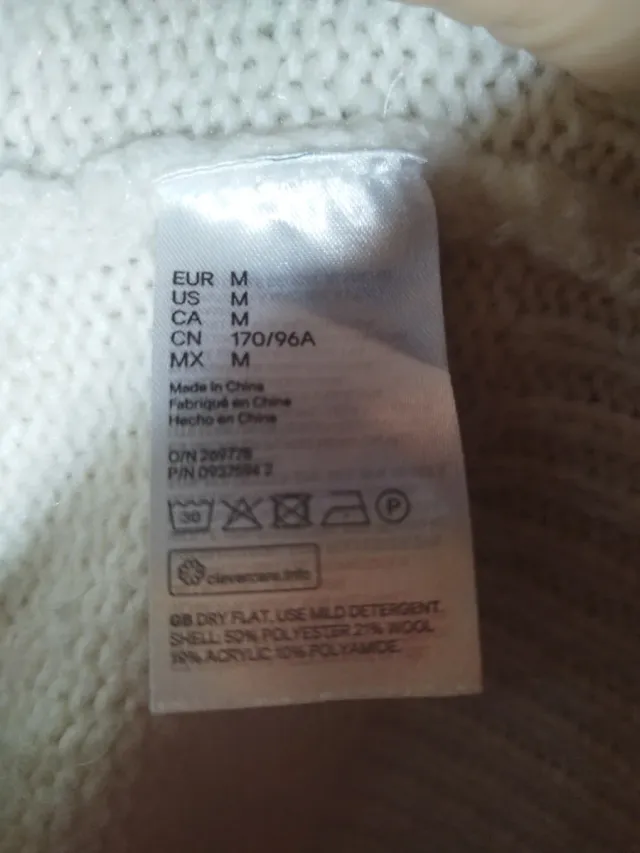 EUR M
US M
CA M
CN 170/96A
MX M
Made in China
Fabriqué en Chine
Hecho en China
O/N 269778
P/N 0937594 2
30
P
clevercare.info
GB DRY FLAT. USE MILD DETERGENT.
SHELL: 50% POLYESTER 21% WOOL
19% ACRYLIC 10% POLYAMIDE.